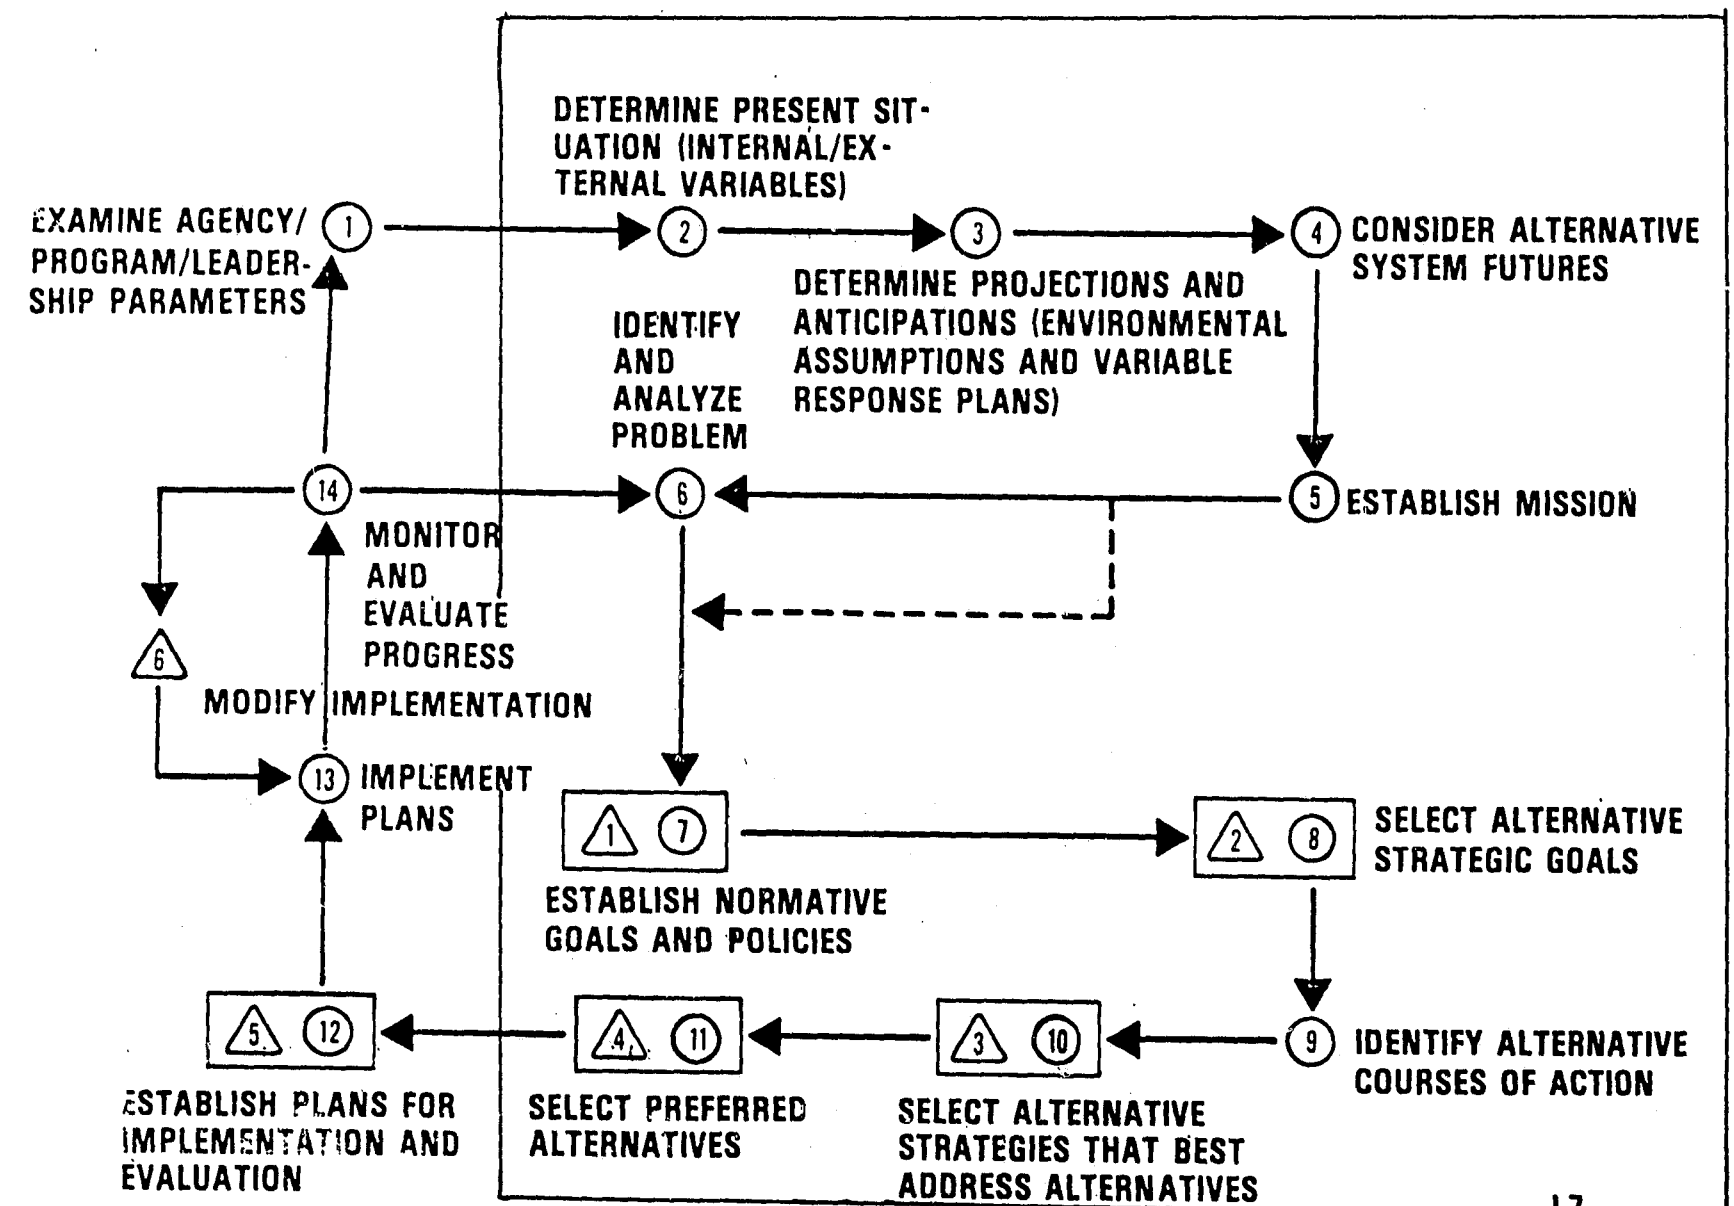 DETERMINE PRESENT SIT-
UATION (INTERNAL/EX-
TERNAL VARIABLES)
EXAMINE AGENCY/
PROGRAM/LEADER-
SHIP PARAMETERS
1
2
3
4
CONSIDER ALTERNATIVE
SYSTEM FUTURES
DETERMINE PROJECTIONS AND
ANTICIPATIONS (ENVIRONMENTAL
ASSUMPTIONS AND VARIABLE
RESPONSE PLANS)
IDENTIFY
AND
ANALYZE
PROBLEM
14
6
5
ESTABLISH MISSION
MONITOR
AND
EVALUATE
PROGRESS
6
MODIFY IMPLEMENTATION
13
IMPLEMENT
PLANS
1 7
ESTABLISH NORMATIVE
GOALS AND POLICIES
2 8
SELECT ALTERNATIVE
STRATEGIC GOALS
5 12
ESTABLISH PLANS FOR
IMPLEMENTATION AND
EVALUATION
4 11
SELECT PREFERRED
ALTERNATIVES
3 10
SELECT ALTERNATIVE
STRATEGIES THAT BEST
ADDRESS ALTERNATIVES
9
IDENTIFY ALTERNATIVE
COURSES OF ACTION